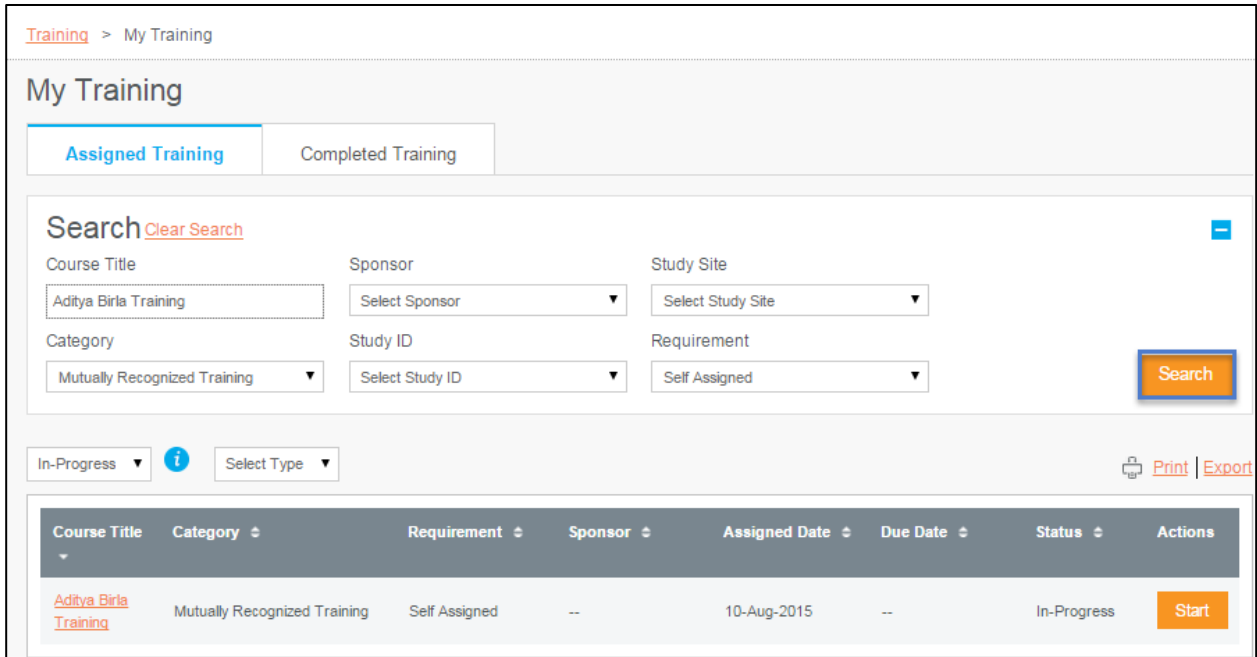 Training > My Training
My Training
Assigned Training Completed Training
Search Clear Search
Course Title Sponsor Study Site
Aditya Birla Training Select Sponsor Select Study Site
Category Study ID Requirement
Mutually Recognized Training Select Study ID Self Assigned Search
In-Progress i Select Type Print | Export
Course Title Category Requirement Sponsor Assigned Date Due Date Status Actions
Aditya Birla
Training Mutually Recognized Training Self Assigned -- 10-Aug-2015 -- In-Progress Start